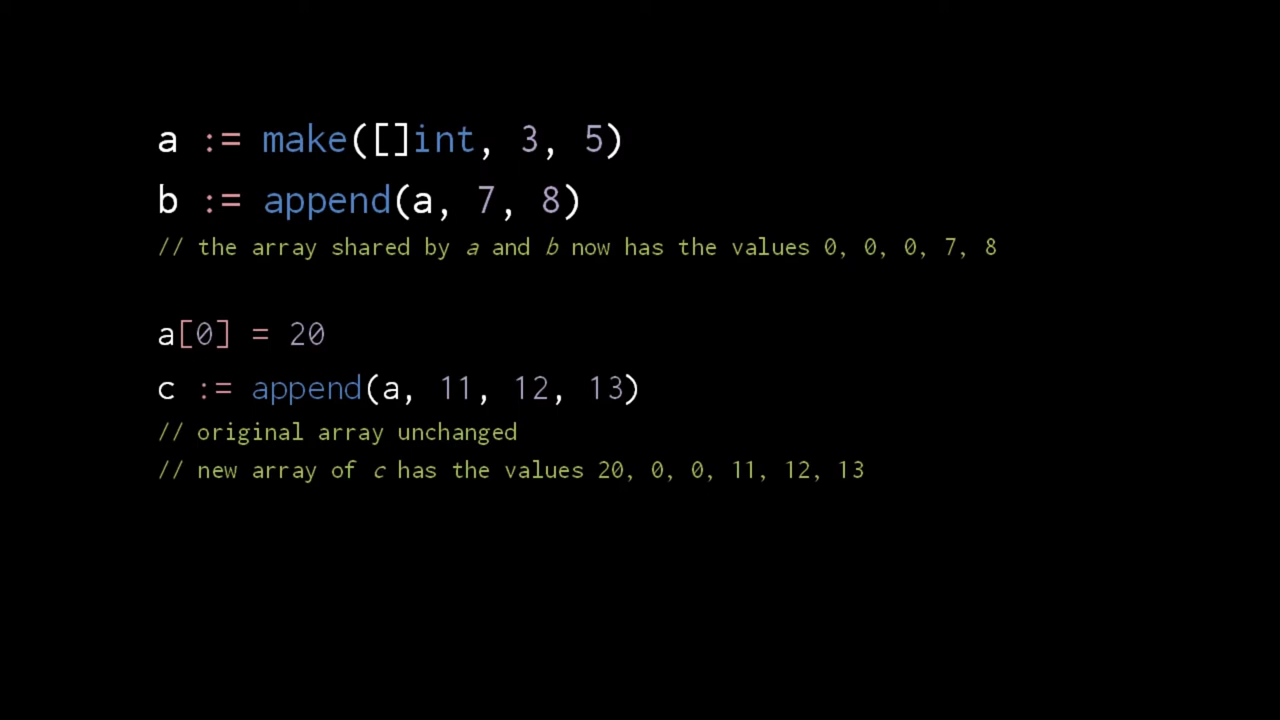 a := make([]int, 3, 5)
b := append(a, 7, 8)
// the array shared by a and b now has the values 0, 0, 0, 7, 8
a[0] = 20
c := append(a, 11, 12, 13)
// original array unchanged
// new array of c has the values 20, 0, 0, 11, 12, 13